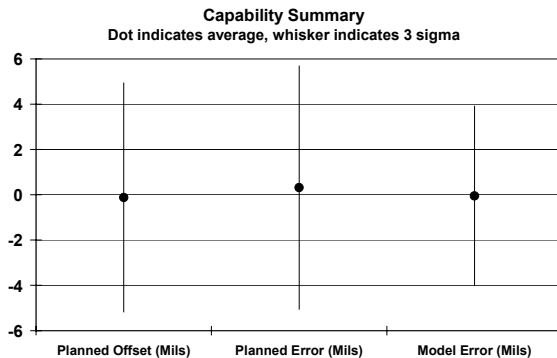 Capability Summary
Dot indicates average, whisker indicates 3 sigma
6
4
2
0
-2
-4
-6
Planned Offset (Mils) Planned Error (Mils) Model Error (Mils)